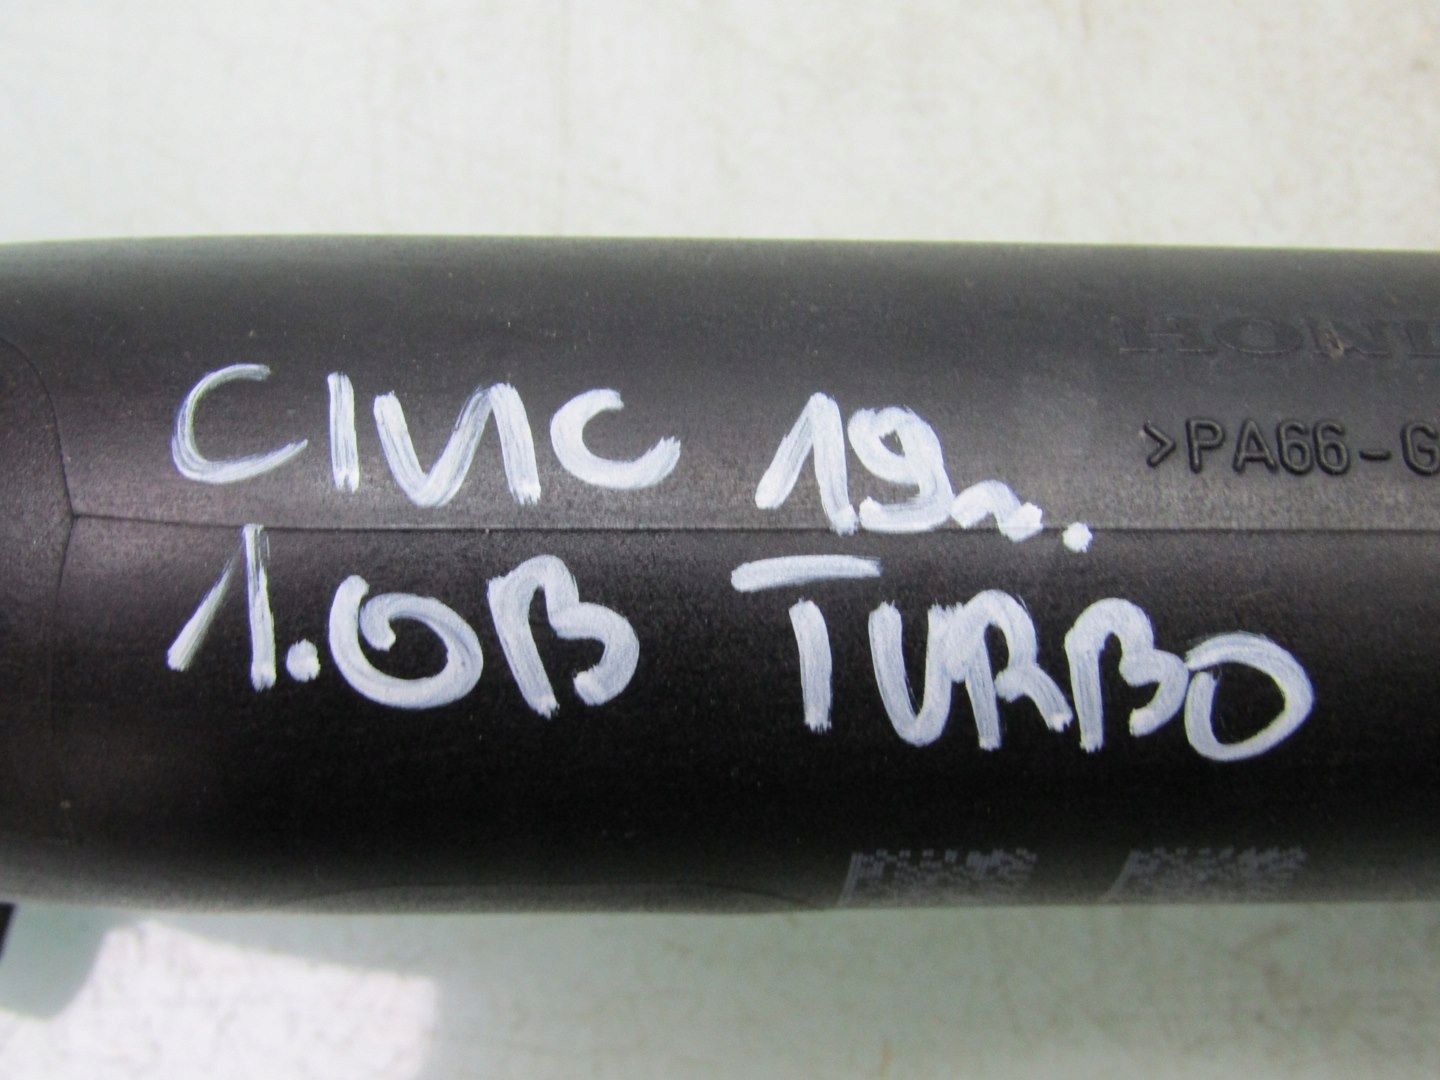 HON
>PA66-G
CIVIC 19r.
1.0B TURBO